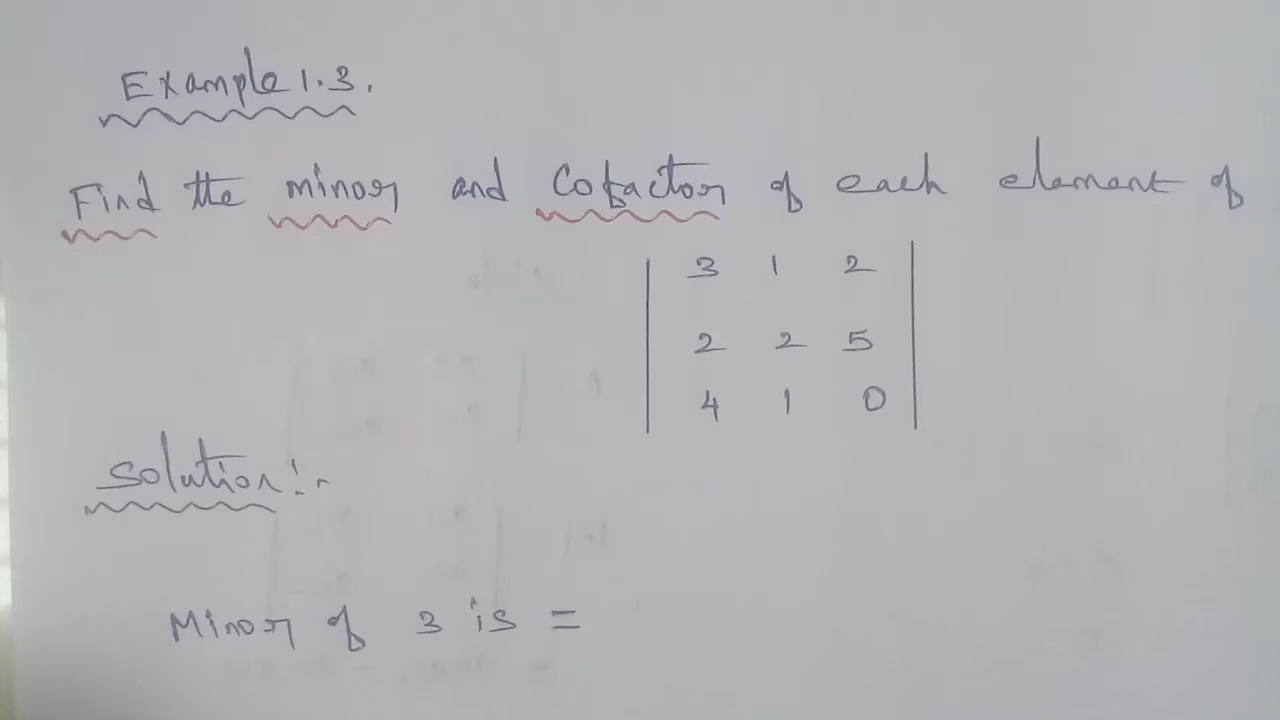 Example 1.3.
Find the minor and Cofactor of each element of
3 1 2
2 2 5
4 1 0
Solution:-
Minor of 3 is =